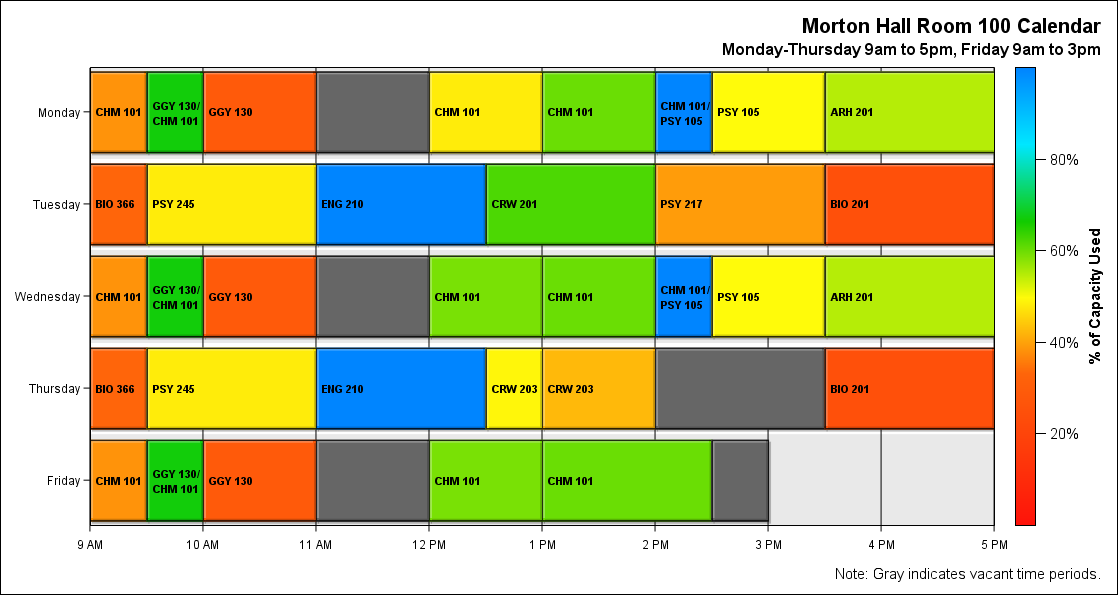 Morton Hall Room 100 Calendar
Monday-Thursday 9am to 5pm, Friday 9am to 3pm
Monday
CHM 101
GGY 130/
CHM 101
GGY 130
CHM 101
CHM 101
CHM 101/
PSY 105
PSY 105
ARH 201
Tuesday
BIO 366
PSY 245
ENG 210
CRW 201
PSY 217
BIO 201
Wednesday
CHM 101
GGY 130/
CHM 101
GGY 130
CHM 101
CHM 101
CHM 101/
PSY 105
PSY 105
ARH 201
Thursday
BIO 366
PSY 245
ENG 210
CRW 203
CRW 203
BIO 201
Friday
CHM 101
GGY 130/
CHM 101
GGY 130
CHM 101
CHM 101
9 AM
10 AM
11 AM
12 PM
1 PM
2 PM
3 PM
4 PM
5 PM
80%
60%
40%
20%
% of Capacity Used
Note: Gray indicates vacant time periods.